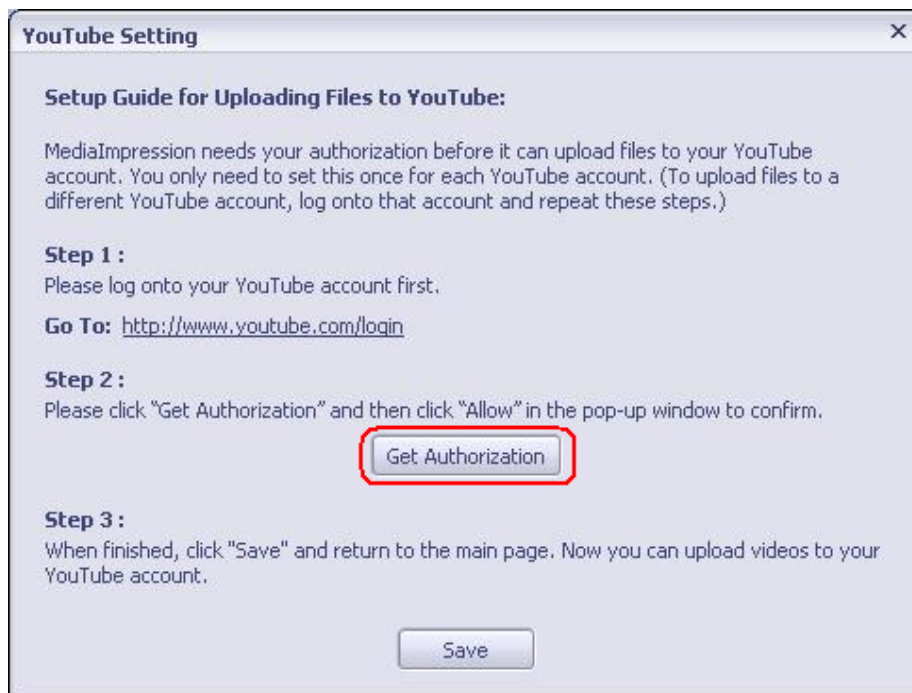 YouTube Setting
Setup Guide for Uploading Files to YouTube:
MediaImpression needs your authorization before it can upload files to your YouTube
account. You only need to set this once for each YouTube account. (To upload files to a
different YouTube account, log onto that account and repeat these steps.)
Step 1 :
Please log onto your YouTube account first.
Go To: http://www.youtube.com/login
Step 2 :
Please click "Get Authorization" and then click "Allow" in the pop-up window to confirm.
Get Authorization
Step 3 :
When finished, click "Save" and return to the main page. Now you can upload videos to your
YouTube account.
Save